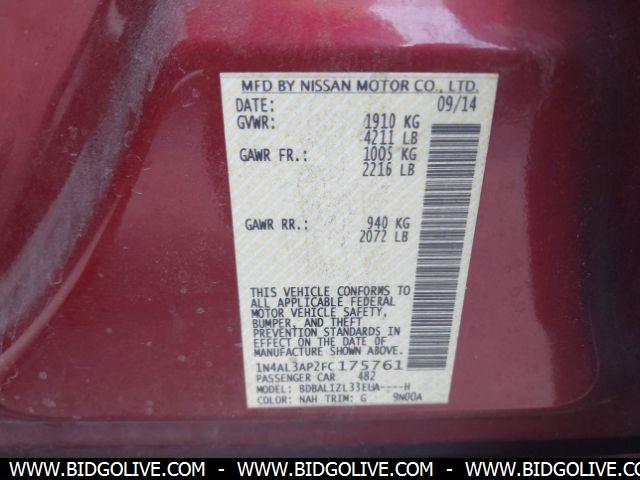 MFD BY NISSAN MOTOR CO., LTD.
DATE: 09/14
GVWR: 1910 KG
4211 LB
GAWR FR.: 1005 KG
2216 LB
GAWR RR.: 940 KG
2072 LB
THIS VEHICLE CONFORMS TO
ALL APPLICABLE FEDERAL
MOTOR VEHICLE SAFETY,
BUMPER, AND THEFT
PREVENTION STANDARDS IN
EFFECT ON THE DATE OF
MANUFACTURE SHOWN ABOVE.
1N4AL3AP2FC175761
PASSENGER CAR 482
MODEL: BDBALIZL33EUA----H
COLOR: NAH TRIM: G 9N00A
WWW.BIDGOLIVE.COM - WWW.BIDGOLIVE.COM - WWW.BIDGOLIVE.COM